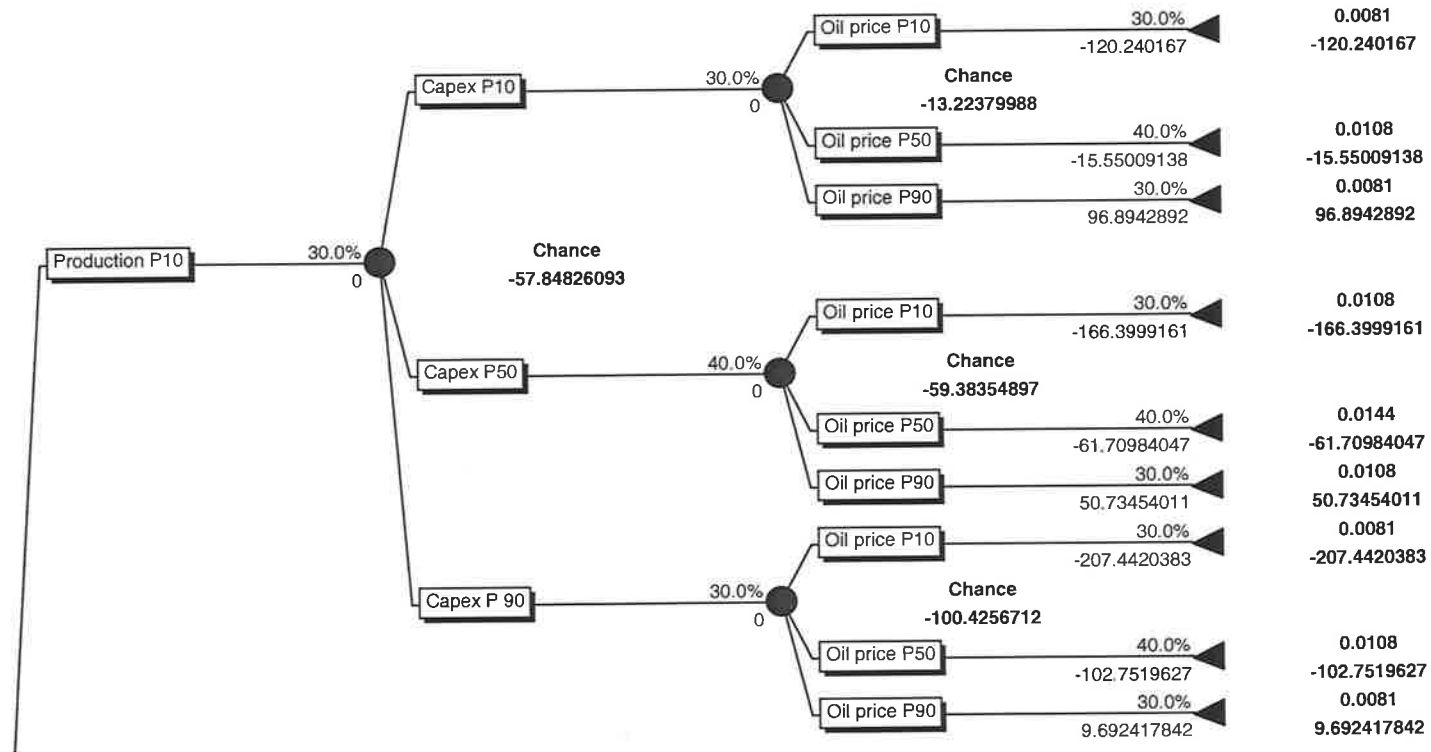 Oil price P10 30.0% 0.0081
-120.240167 -120.240167
Capex P10 30.0% Chance
0 -13.22379988
Oil price P50 40.0% 0.0108
-15.55009138 -15.55009138
Oil price P90 30.0% 0.0081
96.8942892 96.8942892
Production P10 30.0% Chance
0 -57.84826093
Oil price P10 30.0% 0.0108
-166.3999161 -166.3999161
Capex P50 40.0% Chance
0 -59.38354897
Oil price P50 40.0% 0.0144
-61.70984047 -61.70984047
Oil price P90 30.0% 0.0108
50.73454011 50.73454011
Oil price P10 30.0% 0.0081
-207.4420383 -207.4420383
Capex P 90 30.0% Chance
0 -100.4256712
Oil price P50 40.0% 0.0108
-102.7519627 -102.7519627
Oil price P90 30.0% 0.0081
9.692417842 9.692417842